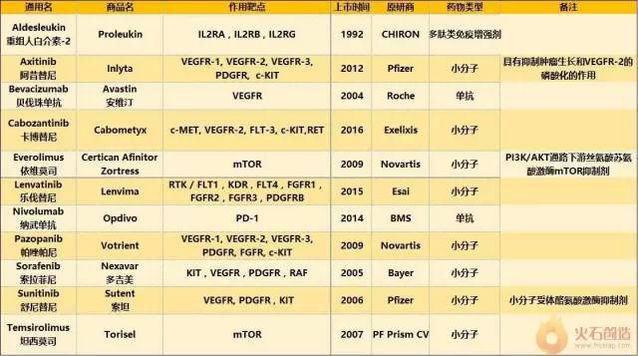 通用名 商品名 作用靶点 上市时间 原研商 药物类型 备注
Aldesleukin
重组人白介素-2
Proleukin
IL2RA，IL2RB，IL2RG
1992
CHIRON
多肽类免疫增强剂
Axitinib
阿昔替尼
Inlyta
VEGFR-1, VEGFR-2, VEGFR-3,
PDGFR, c-KIT
2012
Pfizer
小分子
具有抑制肿瘤生长和VEGFR-2的
磷酸化的作用
Bevacizumab
贝伐珠单抗
Avastin
安维汀
VEGFR
2004
Roche
单抗
Cabozantinib
卡博替尼
Cabometyx
c-MET, VEGFR-2, FLT-3, c-KIT,RET
2016
Exelixis
小分子
Everolimus
依维莫司
Certican Afinitor
Zortress
mTOR
2009
Novartis
小分子
PI3K/AKT通路下游丝氨酸苏氨
酸激酶mTOR抑制剂
Lenvatinib
乐伐替尼
Lenvima
RTK / FLT1，KDR，FLT4，FGFR1，
FGFR2，FGFR3，PDGFRB
2015
Esai
小分子
Nivolumab
纳武单抗
Opdivo
PD-1
2014
BMS
单抗
Pazopanib
帕唑帕尼
Votrient
VEGFR-1, VEGFR-2, VEGFR-3,
PDGFR, FGFR, c-KIT
2009
Novartis
小分子
Sorafenib
索拉菲尼
Nexavar
多吉美
KIT，VEGFR，PDGFR，RAF
2005
Bayer
小分子
Sunitinib
舒尼替尼
Sutent
索坦
VEGFR，PDGFR，KIT
2006
Pfizer
小分子
小分子受体酪氨酸激酶抑制剂
Temsirolimus
坦西莫司
Torisel
mTOR
2007
PF Prism CV
小分子
火石创造